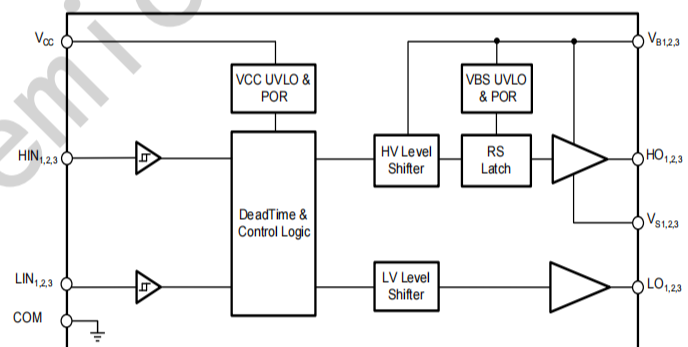 VCC
VB1,2,3
VCC UVLO &
POR
VBS UVLO
& POR
HIN1,2,3
HV Level
Shifter
RS
Latch
HO1,2,3
DeadTime &
Control Logic
VS1,2,3
LIN1,2,3
LV Level
Shifter
LO1,2,3
COM
emic